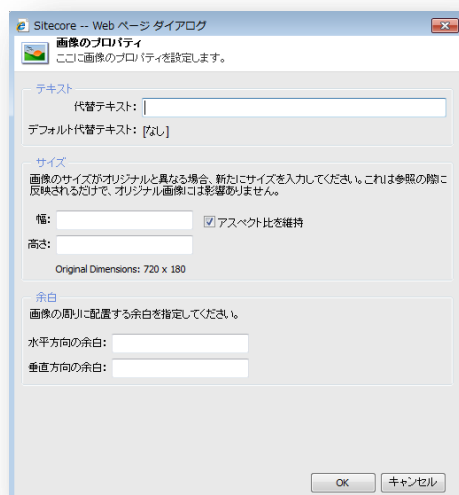 Sitecore -- Web ページ ダイアログ
画像のプロパティ
ここに画像のプロパティを設定します。
テキスト
代替テキスト:
デフォルト代替テキスト: [なし]
サイズ
画像のサイズがオリジナルと異なる場合、新たにサイズを入力してください。これは参照の際に
反映されるだけで、オリジナル画像には影響ありません。
幅: アスペクト比を維持
高さ:
Original Dimensions: 720 x 180
余白
画像の周りに配置する余白を指定してください。
水平方向の余白:
垂直方向の余白:
OK キャンセル